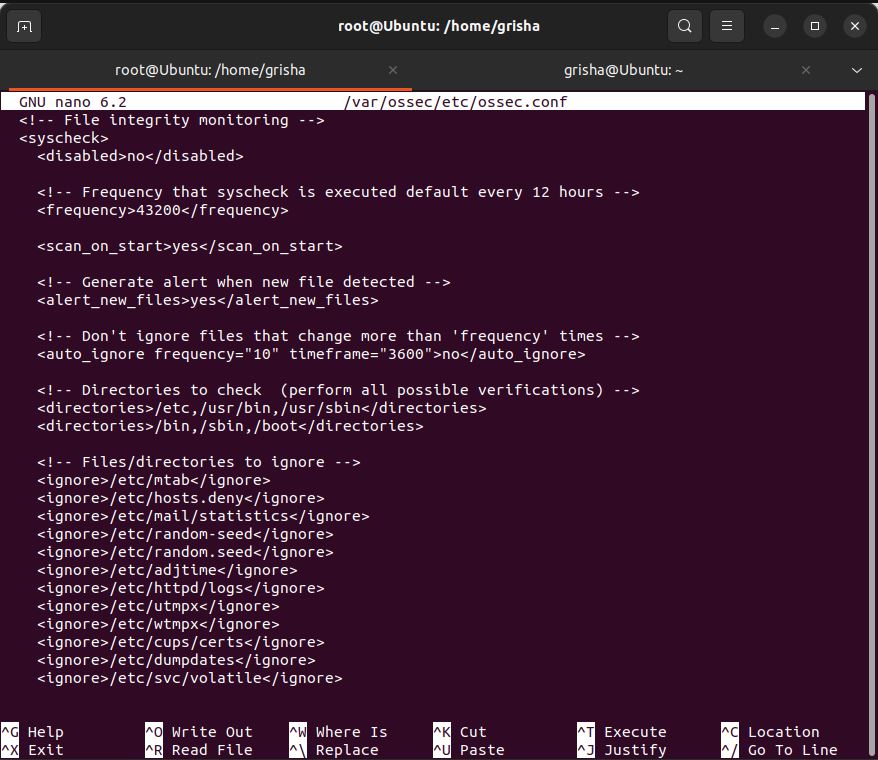 root@Ubuntu: /home/grisha
root@Ubuntu: /home/grisha
grisha@Ubuntu: ~
GNU nano 6.2 /var/ossec/etc/ossec.conf
<!-- File integrity monitoring -->
<syscheck>
<disabled>no</disabled>
<!-- Frequency that syscheck is executed default every 12 hours -->
<frequency>43200</frequency>
<scan_on_start>yes</scan_on_start>
<!-- Generate alert when new file detected -->
<alert_new_files>yes</alert_new_files>
<!-- Don't ignore files that change more than 'frequency' times -->
<auto_ignore frequency="10" timeframe="3600">no</auto_ignore>
<!-- Directories to check  (perform all possible verifications) -->
<directories>/etc,/usr/bin,/usr/sbin</directories>
<directories>/bin,/sbin,/boot</directories>
<!-- Files/directories to ignore -->
<ignore>/etc/mtab</ignore>
<ignore>/etc/hosts.deny</ignore>
<ignore>/etc/mail/statistics</ignore>
<ignore>/etc/random-seed</ignore>
<ignore>/etc/random.seed</ignore>
<ignore>/etc/adjtime</ignore>
<ignore>/etc/httpd/logs</ignore>
<ignore>/etc/utmpx</ignore>
<ignore>/etc/wtmpx</ignore>
<ignore>/etc/cups/certs</ignore>
<ignore>/etc/dumpdates</ignore>
<ignore>/etc/svc/volatile</ignore>
^G Help ^O Write Out ^W Where Is ^K Cut ^T Execute ^C Location
^X Exit ^R Read File ^\ Replace ^U Paste ^J Justify ^/ Go To Line